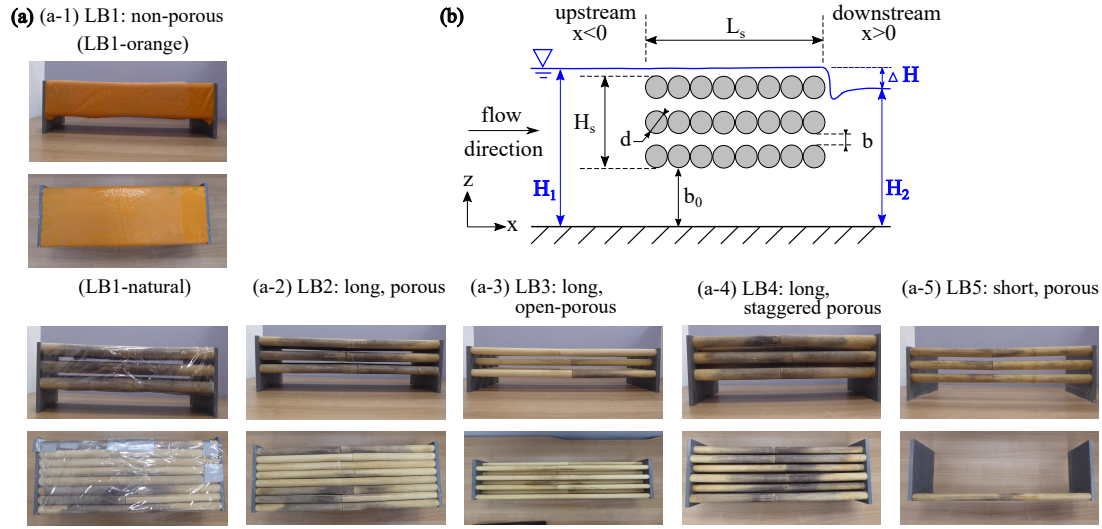 (a) (a-1) LB1: non-porous
(LB1-orange)
(LB1-natural)
(a-2) LB2: long, porous
(a-3) LB3: long,
open-porous
(a-4) LB4: long,
staggered porous
(a-5) LB5: short, porous
(b)
upstream
x<0
Lₛ
downstream
x>0
Δ H
flow
direction
Hₛ
d
b
z
x
H₁
b₀
H₂